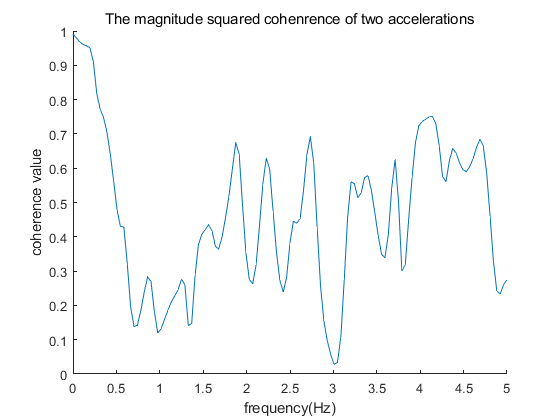 The magnitude squared cohenrence of two accelerations
1
0.9
0.8
0.7
0.6
0.5
0.4
0.3
0.2
0.1
0
coherence value
0 0.5 1 1.5 2 2.5 3 3.5 4 4.5 5
frequency(Hz)